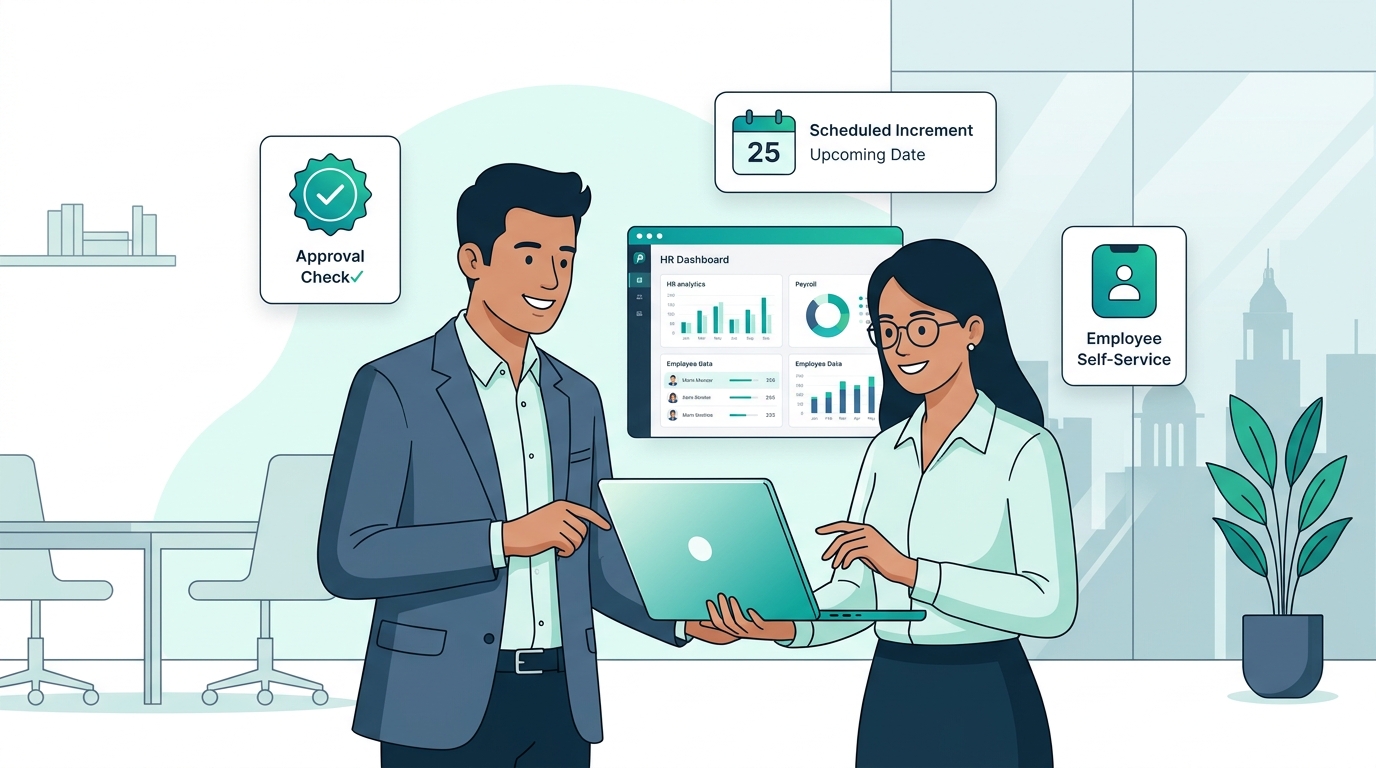 Approval
Check✓
25
Scheduled Increment
Upcoming Date
HR Dashboard
HR analytics
Payroll
Employee Data
Employee Data
Employee
Self-Service